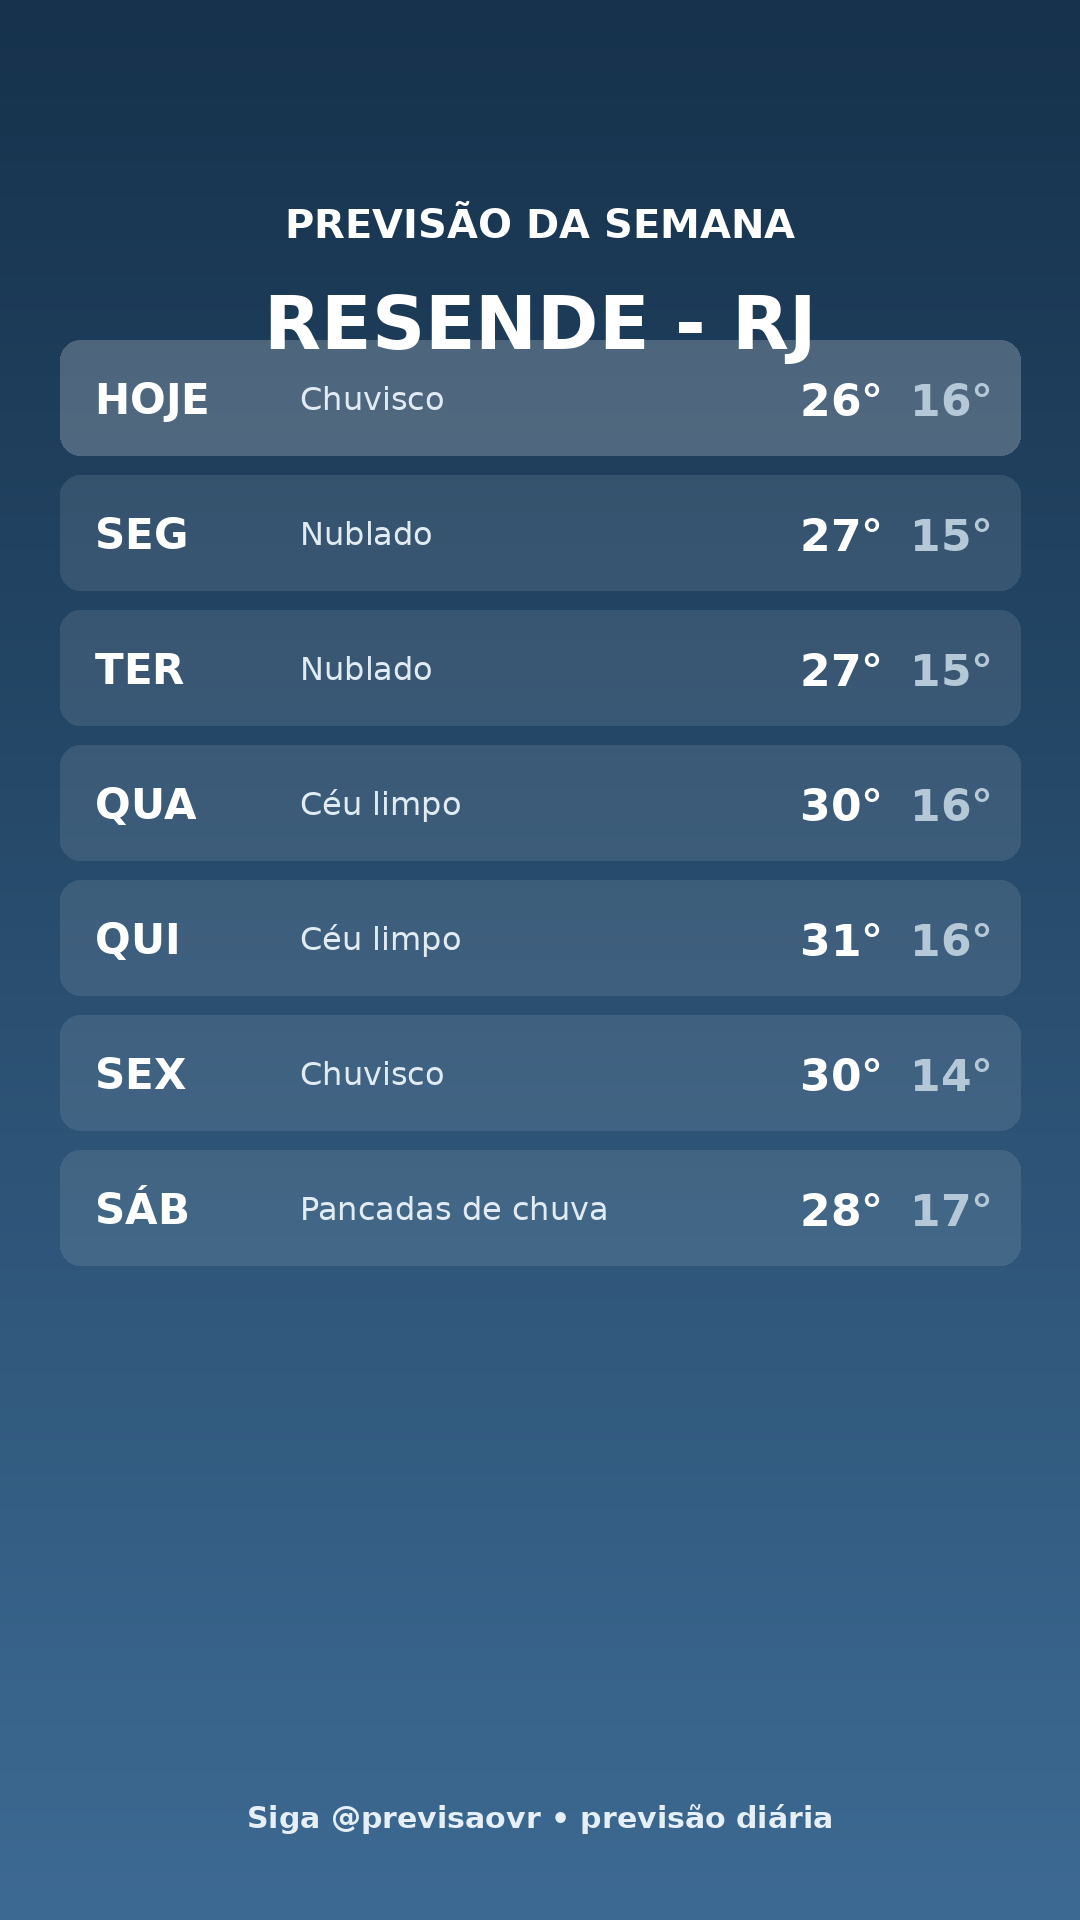 PREVISÃO DA SEMANA
RESENDE - RJ
HOJE Chuvisco 26° 16°
SEG Nublado 27° 15°
TER Nublado 27° 15°
QUA Céu limpo 30° 16°
QUI Céu limpo 31° 16°
SEX Chuvisco 30° 14°
SÁB Pancadas de chuva 28° 17°
Siga @previsaovr • previsão diária